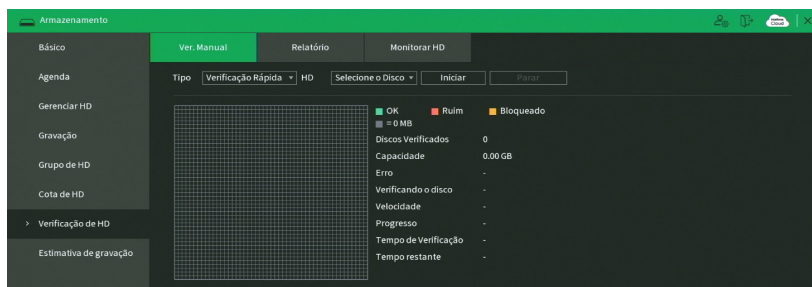 Armazenamento
Cloud
Básico
Ver. Manual
Relatório
Monitorar HD
Agenda
Tipo Verificação Rápida HD Selecione o Disco Iniciar Parar
Gerenciar HD
OK Ruim Bloqueado
= 0 MB
Gravação
Discos Verificados 0
Capacidade 0.00 GB
Grupo de HD
Erro -
Cota de HD
Verificando o disco -
Velocidade -
> Verificação de HD
Progresso -
Tempo de Verificação -
Estimativa de gravação
Tempo restante -